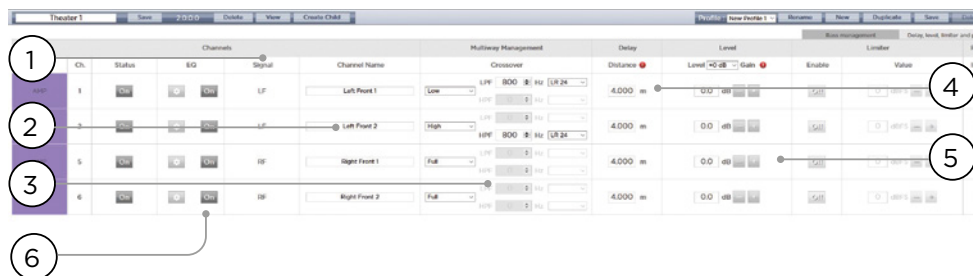 Theater 1 Save 7.0.0.0 Delete View Create Child Profile New Profile 1 Rename New Duplicate Save
Bass management Delay, level, limiter and
Channels Multiway Management Delay Level Limiter
Ch. Status EQ Signal Channel Name Crossover Distance Level +0 dB Gain Enable Value
1 On On LF Left Front 1 Low LPF 800 Hz LR 24 4.000 m 0.0 dB Off 0 dBFS
HPF Hz
On On LF Left Front 2 High LPF Hz 4.000 m 0.0 dB Off 0 dBFS
HPF 800 Hz LR 24
5 On On RF Right Front 1 Full LPF Hz 4.000 m 0.0 dB Off 0 dBFS
HPF Hz
6 On On RF Right Front 2 Full LPF Hz 4.000 m 0.0 dB Off 0 dBFS
HPF Hz
1
2
3
4
5
6